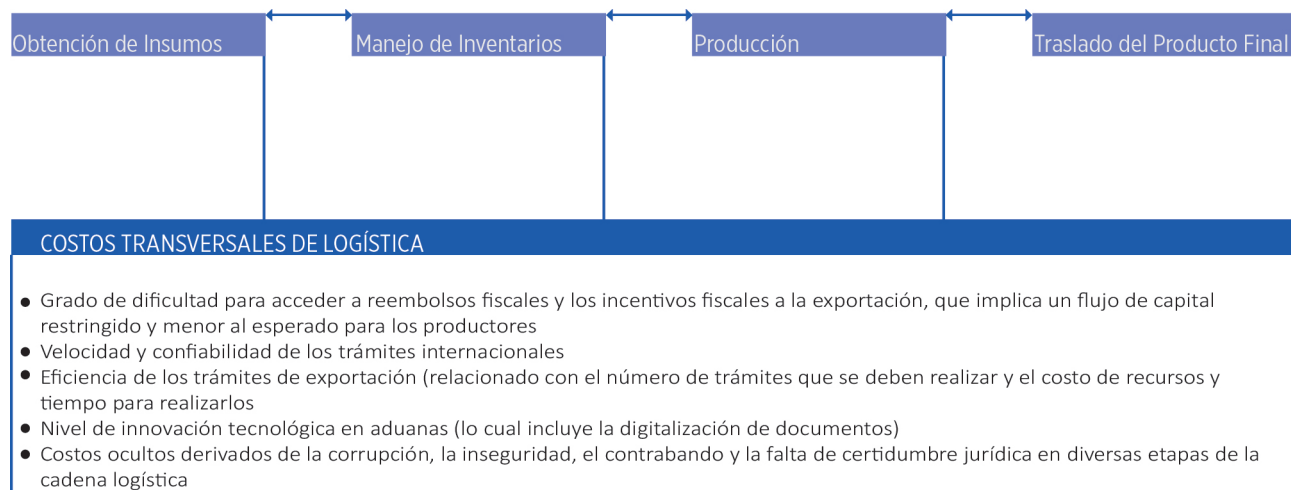 Obtención de Insumos
Manejo de Inventarios
Producción
Traslado del Producto Final
COSTOS TRANSVERSALES DE LOGÍSTICA
● Grado de dificultad para acceder a reembolsos fiscales y los incentivos fiscales a la exportación, que implica un flujo de capital
restringido y menor al esperado para los productores
● Velocidad y confiabilidad de los trámites internacionales
● Eficiencia de los trámites de exportación (relacionado con el número de trámites que se deben realizar y el costo de recursos y
tiempo para realizarlos
● Nivel de innovación tecnológica en aduanas (lo cual incluye la digitalización de documentos)
● Costos ocultos derivados de la corrupción, la inseguridad, el contrabando y la falta de certidumbre jurídica en diversas etapas de la
cadena logística